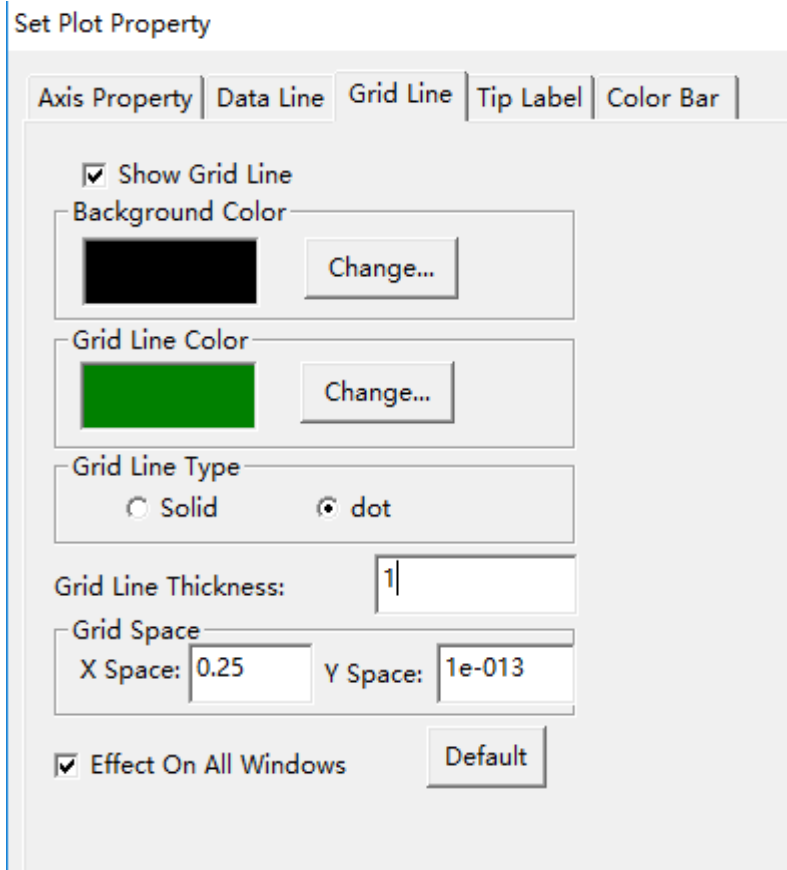 Set Plot Property
Axis Property Data Line Grid Line Tip Label Color Bar
Show Grid Line
Background Color
Change...
Grid Line Color
Change...
Grid Line Type
Solid dot
Grid Line Thickness: 1
Grid Space
X Space: 0.25 Y Space: 1e-013
Effect On All Windows Default